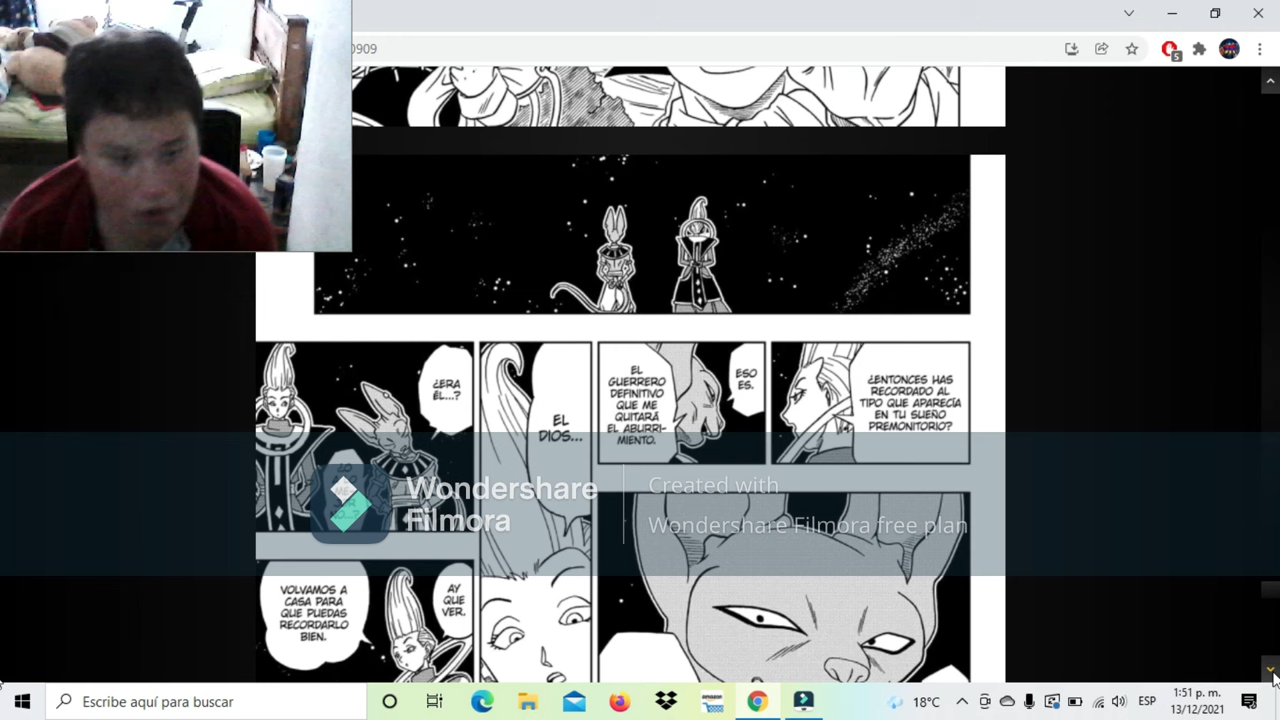 0909
5
¿ENTONCES HAS
RECORDADO AL
TIPO QUE APARECÍA
EN TU SUEÑO
PREMONITORIO?
ESO
ES.
EL
GUERRERO
DEFINITIVO
QUE ME
QUITARÁ
EL ABURRI-
MIENTO.
EL
DIOS...
¿ERA
ÉL...?
Wondershare
Filmora
Created with
Wondershare Filmora free plan
AY
QUE
VER.
VOLVAMOS A
CASA PARA
QUE PUEDAS
RECORDARLO
BIEN.
Escribe aquí para buscar
amazon
18°C
ESP
1:51 p. m.
13/12/2021